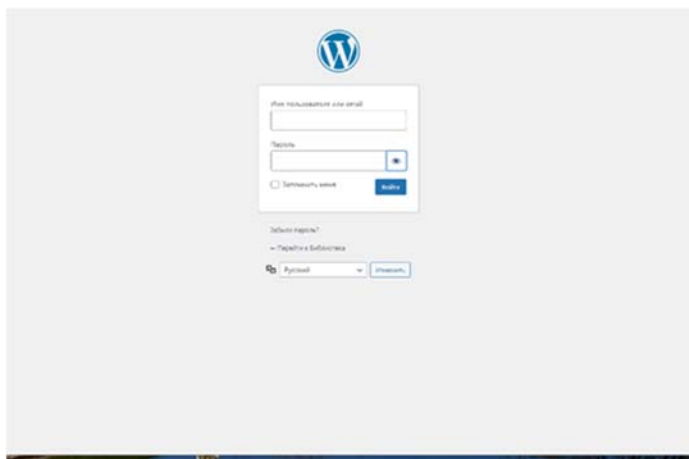 Имя пользователя или email
Пароль
Запомнить меня
Войти
Забыли пароль?
← Перейти к Библиотека
Русский
Изменить